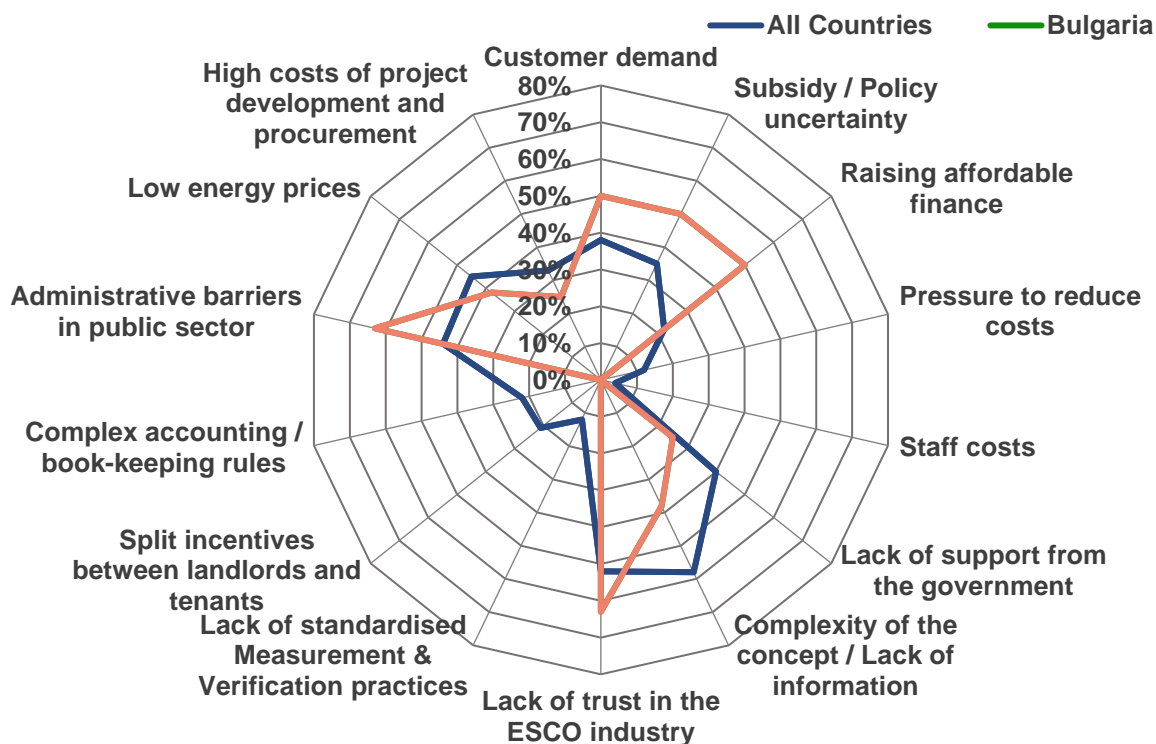 All Countries
Bulgaria
Customer demand
Subsidy / Policy
uncertainty
Raising affordable
finance
Pressure to reduce
costs
Staff costs
Lack of support from
the government
Complexity of the
concept / Lack of
information
Lack of trust in the
ESCO industry
Lack of standardised
Measurement &
Verification practices
Split incentives
between landlords and
tenants
Complex accounting /
book-keeping rules
Administrative barriers
in public sector
Low energy prices
High costs of project
development and
procurement
80%
70%
60%
50%
40%
30%
20%
10%
0%